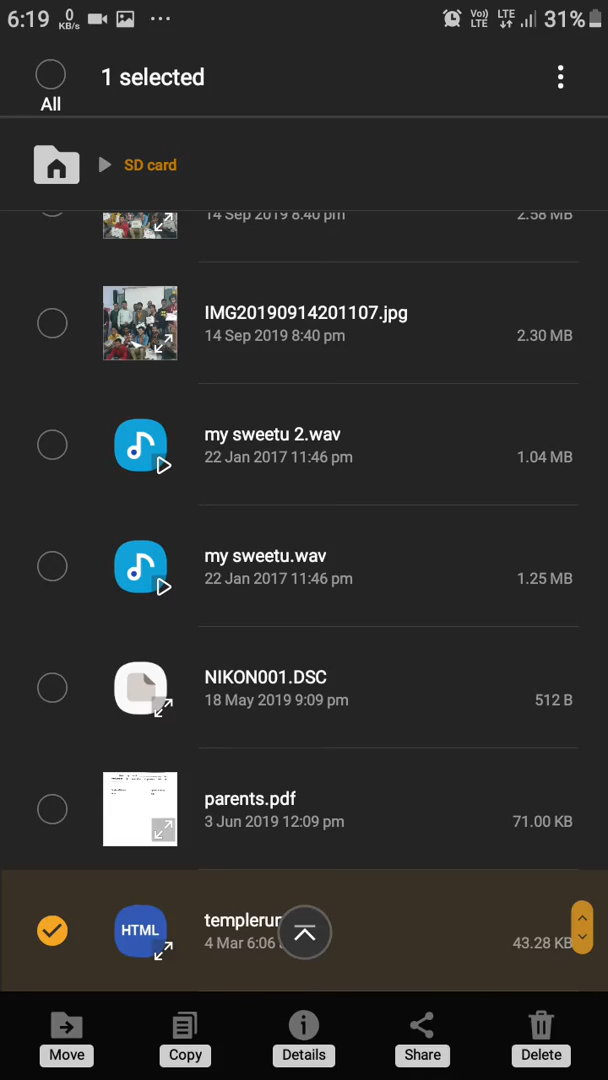 6:19 0 KB/s ... Vo) LTE LTE 31%
1 selected
All
SD card
14 Sep 2019 8:40 pm 2.58 MB
IMG20190914201107.jpg
14 Sep 2019 8:40 pm 2.30 MB
my sweetu 2.wav
22 Jan 2017 11:46 pm 1.04 MB
my sweetu.wav
22 Jan 2017 11:46 pm 1.25 MB
NIKON001.DSC
18 May 2019 9:09 pm 512 B
parents.pdf
3 Jun 2019 12:09 pm 71.00 KB
HTML
4 Mar 6:06 43.28 KB
Move Copy Details Share Delete